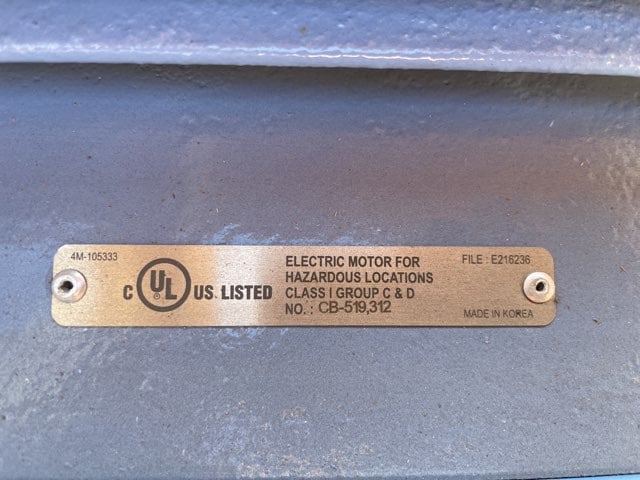 4M-105333
C UL US. LISTED
ELECTRIC MOTOR FOR
HAZARDOUS LOCATIONS
CLASS I GROUP C & D
NO. : CB-519,312
FILE : E216236
MADE IN KOREA